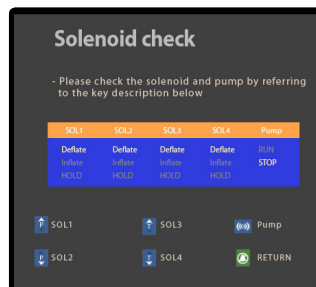 Solenoid check
- Please check the solenoid and pump by referring
to the key description below
SOL1 SOL2 SOL3 SOL4 Pump
Deflate Deflate Deflate Deflate RUN
Inflate Inflate Inflate Inflate STOP
HOLD HOLD HOLD HOLD
P SOL1 T SOL3 Pump
P SOL2 T SOL4 RETURN